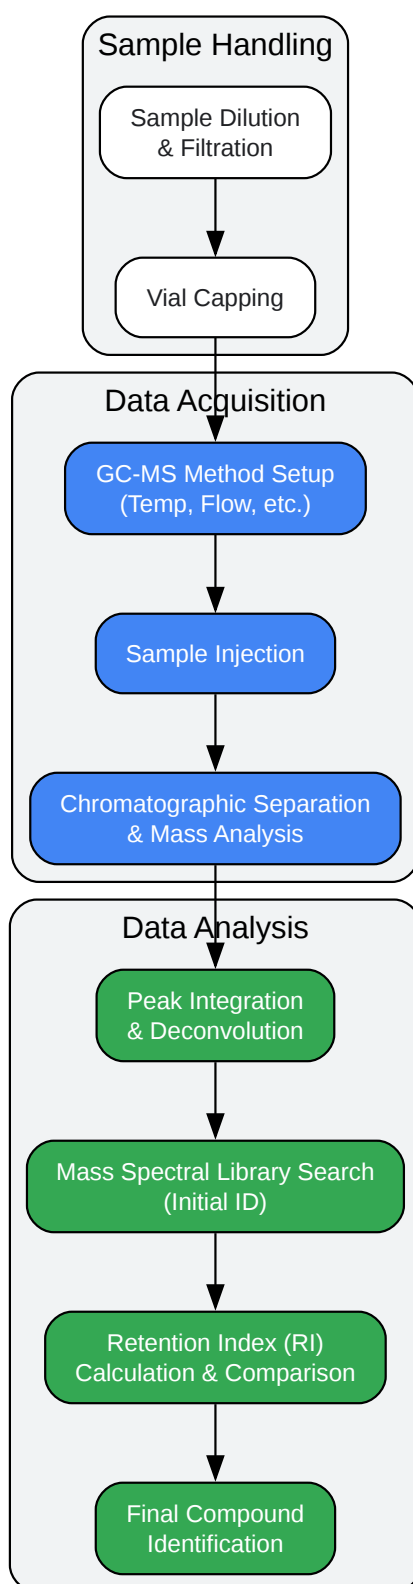 Sample Handling
Sample Dilution
& Filtration
Vial Capping
Data Acquisition
GC-MS Method Setup
(Temp, Flow, etc.)
Sample Injection
Chromatographic Separation
& Mass Analysis
Data Analysis
Peak Integration
& Deconvolution
Mass Spectral Library Search
(Initial ID)
Retention Index (RI)
Calculation & Comparison
Final Compound
Identification